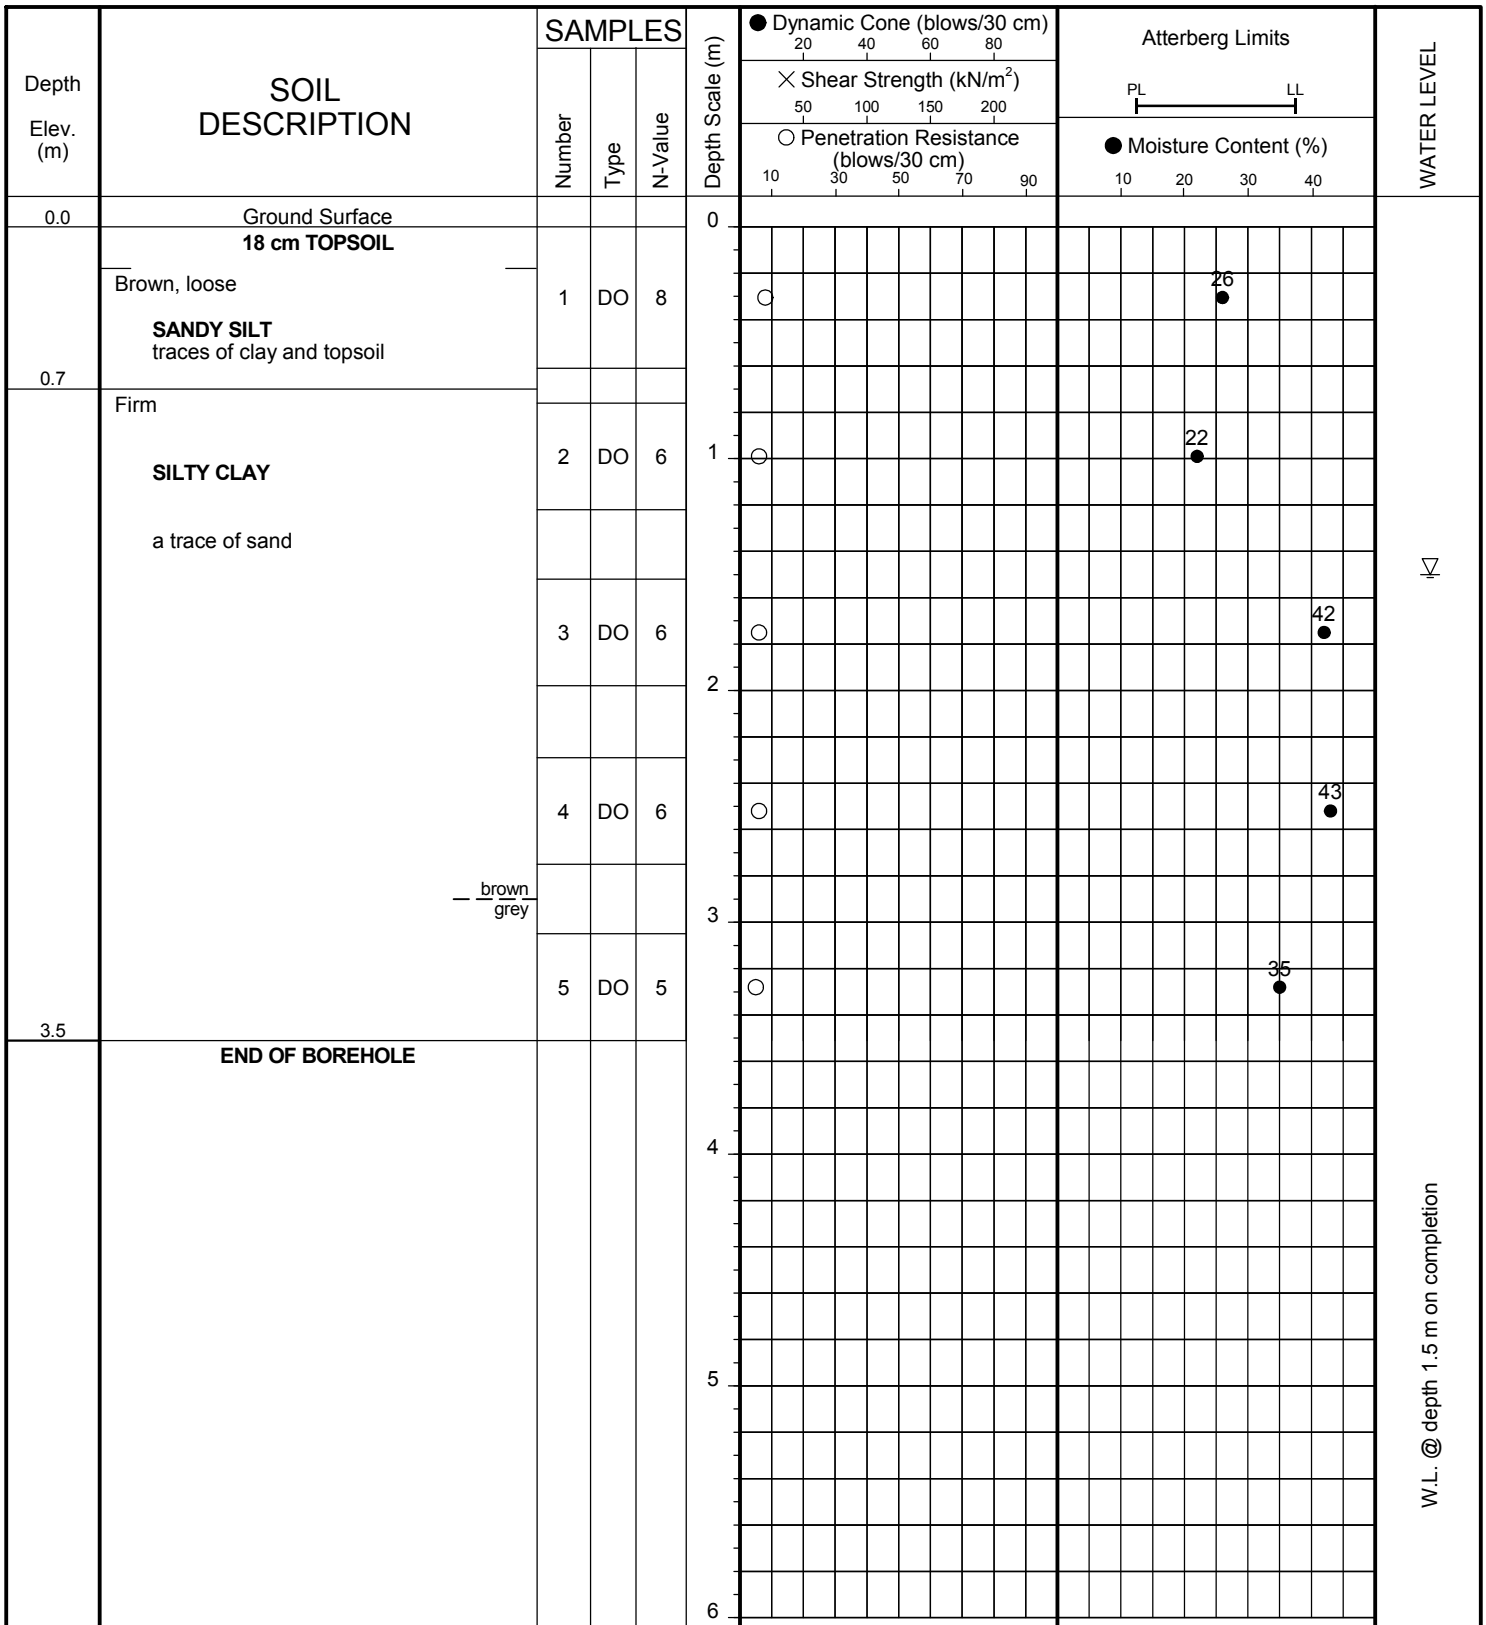 Depth
Elev.
(m)
SOIL
DESCRIPTION
SAMPLES
Number
Type
N-Value
Depth Scale (m)
● Dynamic Cone (blows/30 cm)
20 40 60 80
× Shear Strength (kN/m²)
50 100 150 200
○ Penetration Resistance
(blows/30 cm)
10 30 50 70 90
Atterberg Limits
PL LL
● Moisture Content (%)
10 20 30 40
WATER LEVEL
0.0 Ground Surface 0
18 cm TOPSOIL
Brown, loose
1 DO 8 26
SANDY SILT
traces of clay and topsoil
0.7
Firm
2 DO 6 1 22
SILTY CLAY
a trace of sand
3 DO 6 42
2
4 DO 6 43
brown
grey
3
5 DO 5 35
3.5
END OF BOREHOLE
4
5
6
W.L. @ depth 1.5 m on completion